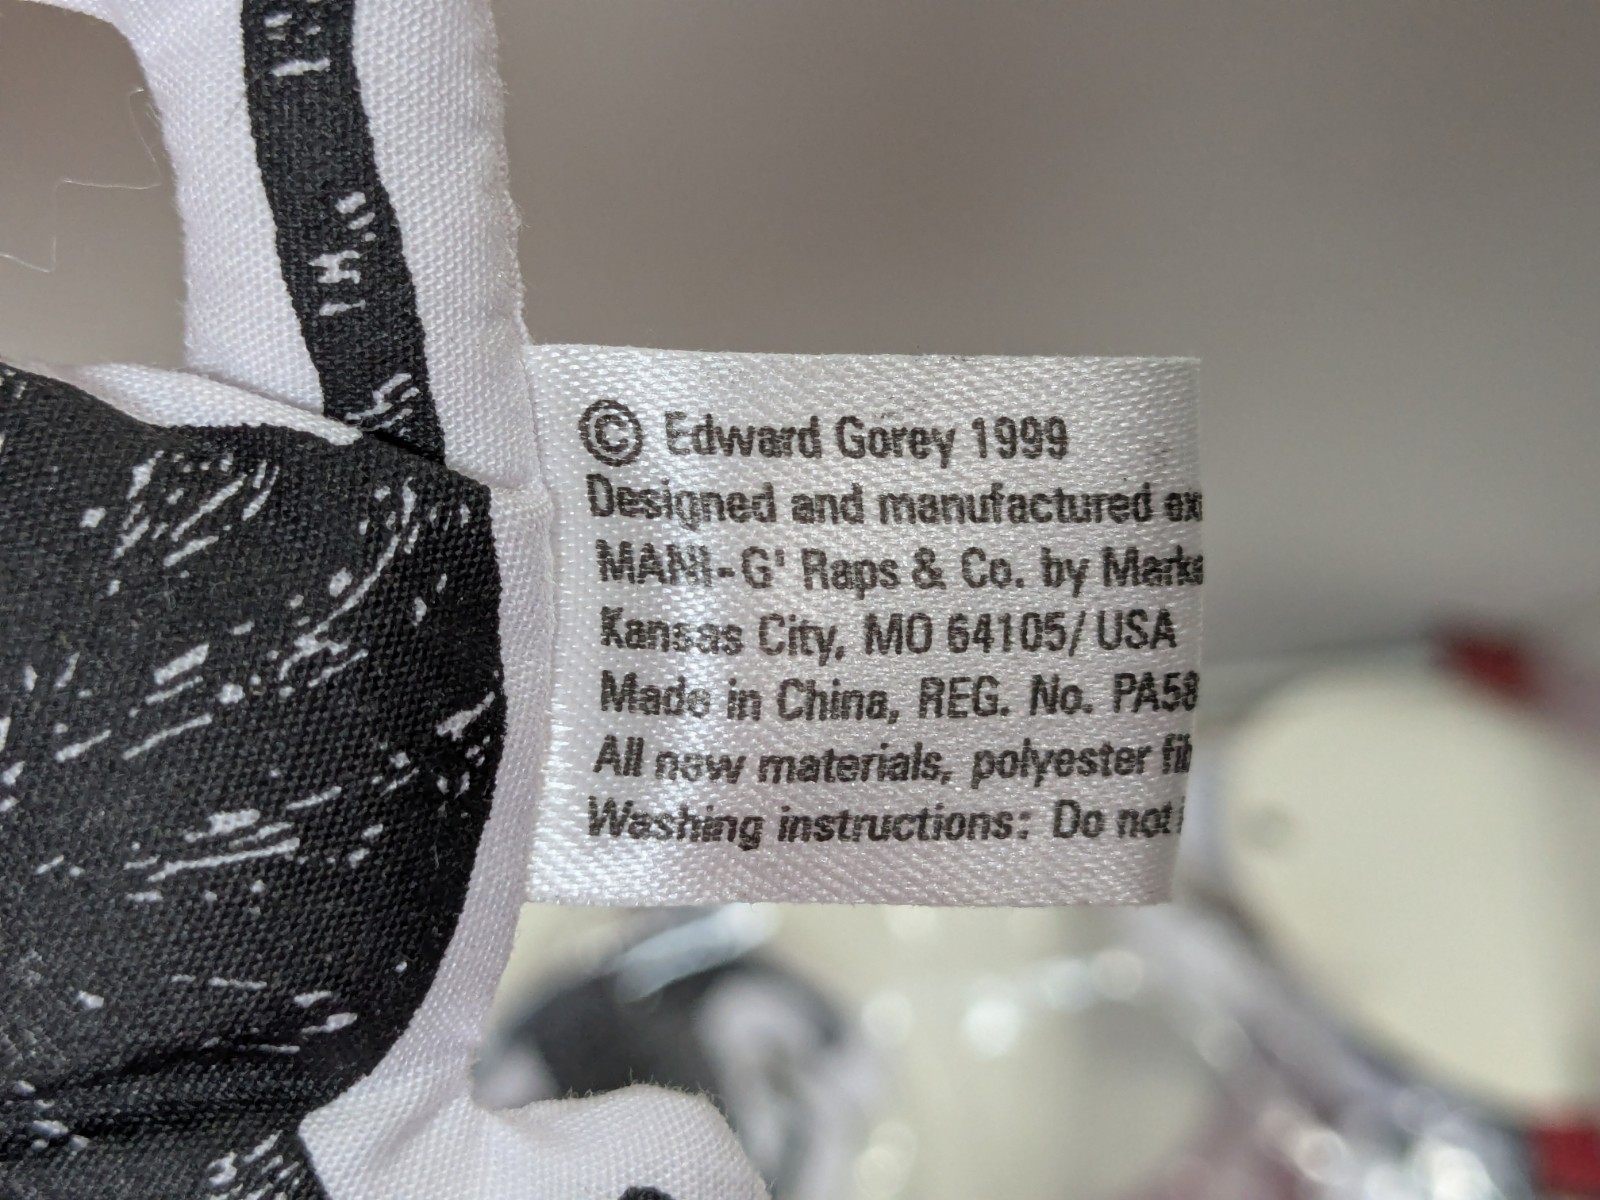 © Edward Gorey 1999
Designed and manufactured
MANI-G' Raps & Co. by
Kansas City, MO 64105/ USA
Made in China, REG. No. PA58
All new materials, polyester
Washing instructions: Do not